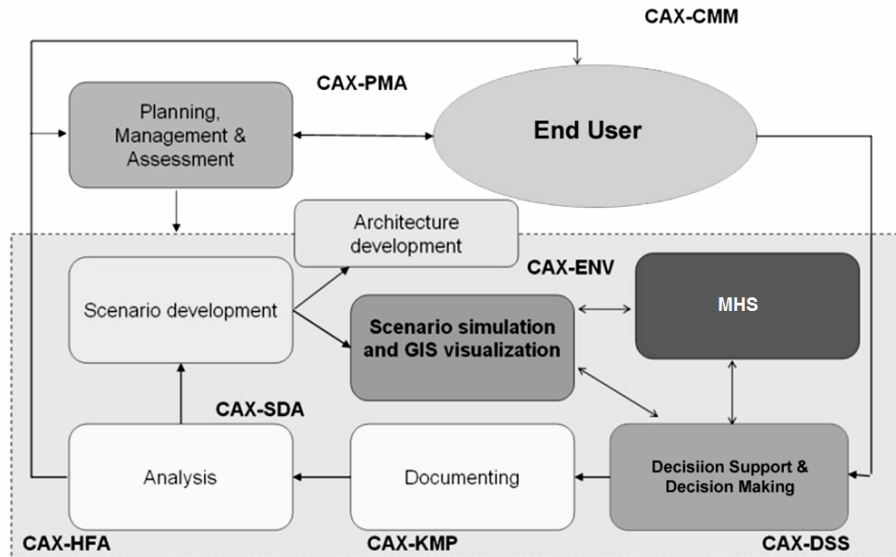 CAX-CMM
CAX-PMA
Planning,
Management &
Assessment
End User
Architecture
development
CAX-ENV
MHS
Scenario development
Scenario simulation
and GIS visualization
CAX-SDA
Analysis
Documenting
Decisiion Support &
Decision Making
CAX-HFA
CAX-KMP
CAX-DSS